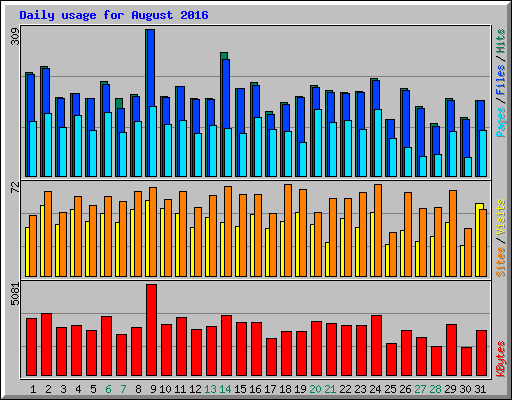 Daily usage for August 2016
309
Pages / Files / Hits
72
Sites / Visits
5081
KBytes
1 2 3 4 5 6 7 8 9 10 11 12 13 14 15 16 17 18 19 20 21 22 23 24 25 26 27 28 29 30 31